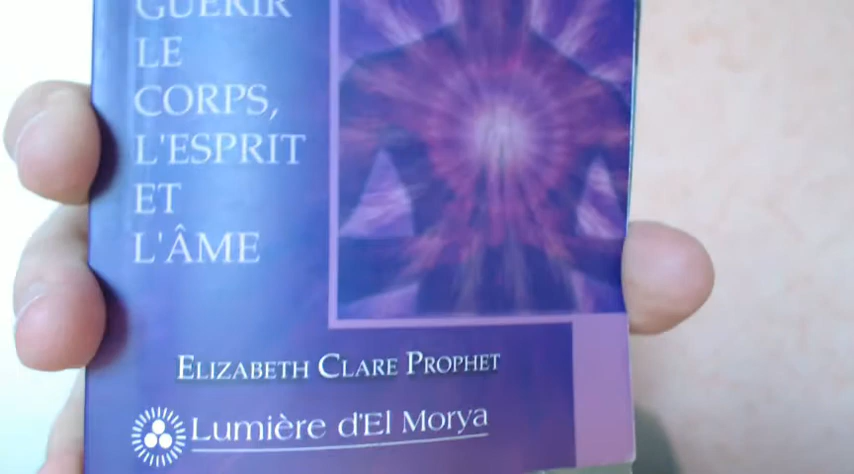 GUÉRIR
LE
CORPS,
L'ESPRIT
ET
L'ÂME
ELIZABETH CLARE PROPHET
Lumière d'El Morya